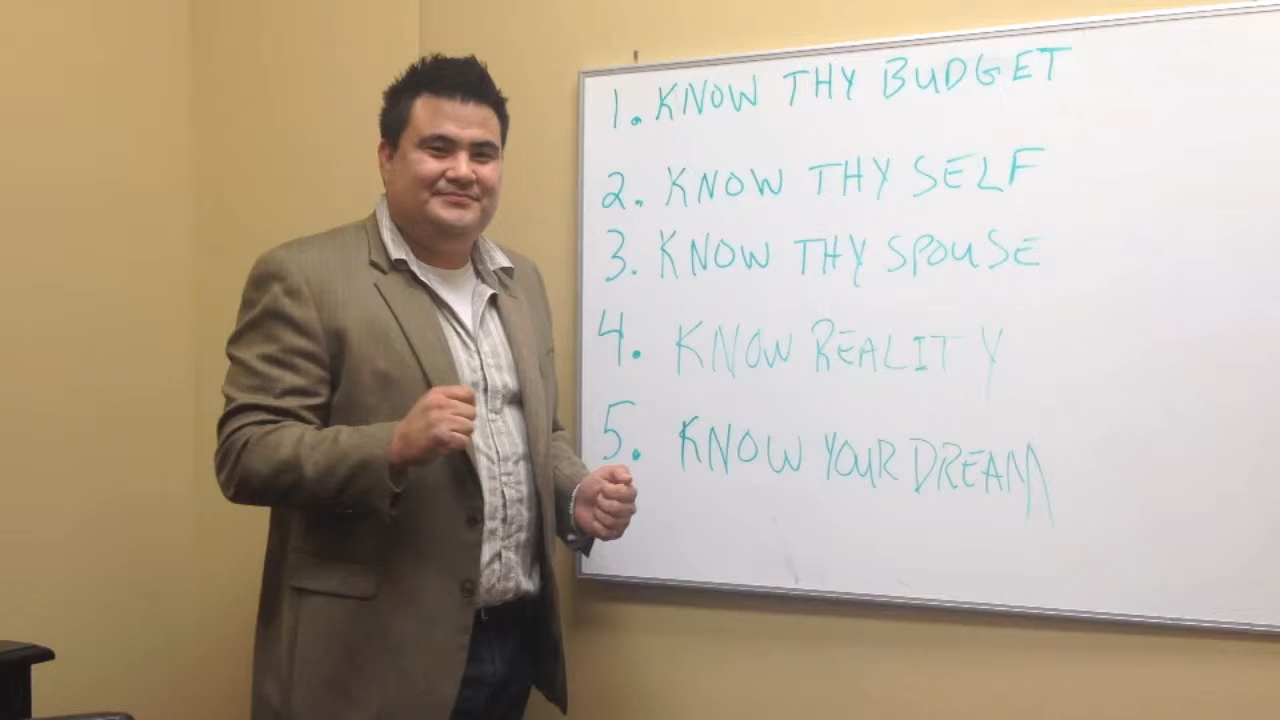 1. KNOW THY BUDGET
2. KNOW THY SELF
3. KNOW THY SPOUSE
4. KNOW REALITY
5. KNOW YOUR DREAM